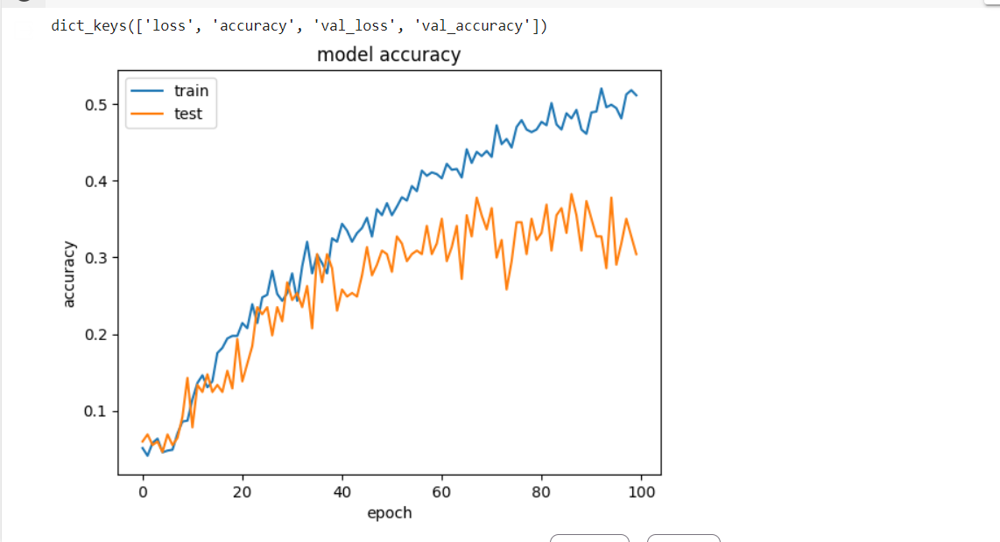 dict_keys(['loss', 'accuracy', 'val_loss', 'val_accuracy'])
model accuracy
train
test
0.5
0.4
0.3
0.2
0.1
accuracy
0 20 40 60 80 100
epoch